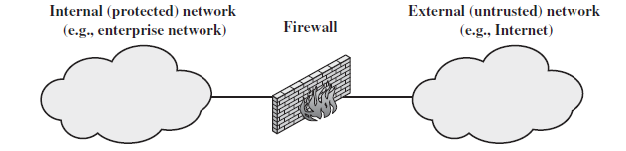 Internal (protected) network
(e.g., enterprise network)
Firewall
External (untrusted) network
(e.g., Internet)